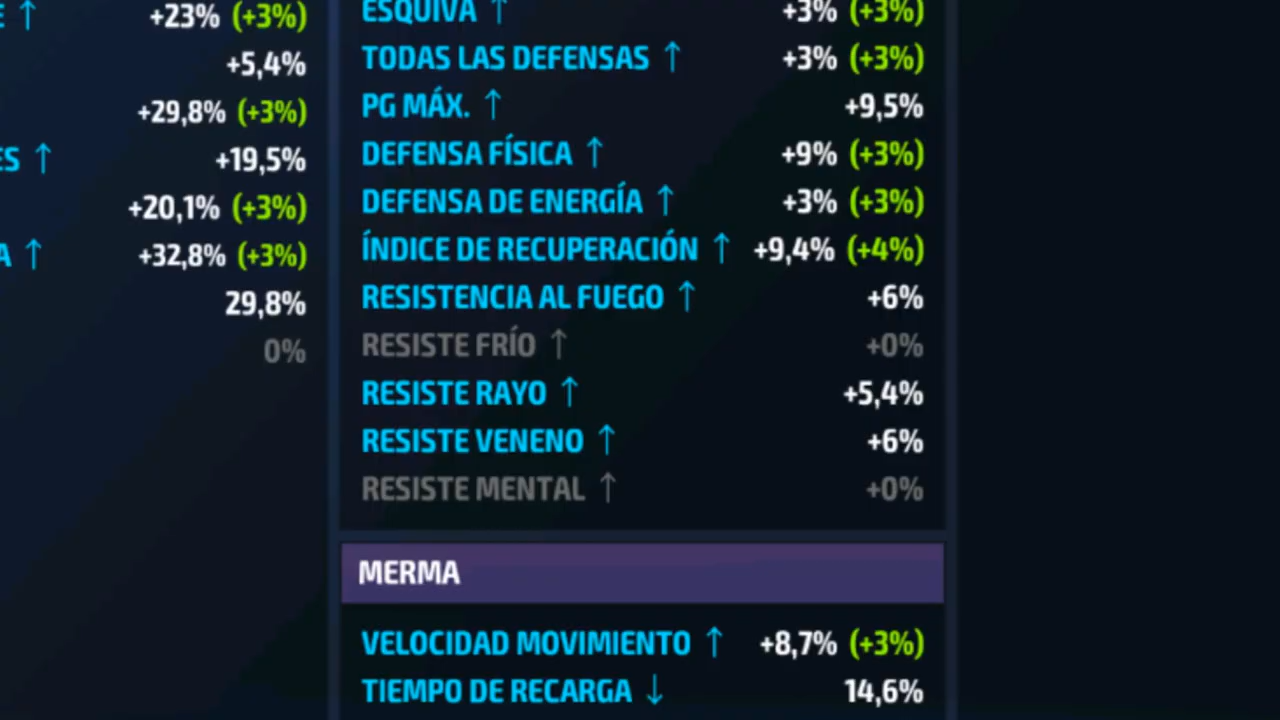 E ↑ +23% (+3%)
+5,4%
+29,8% (+3%)
ES ↑ +19,5%
+20,1% (+3%)
A ↑ +32,8% (+3%)
29,8%
0%
ESQUIVA ↑ +3% (+3%)
TODAS LAS DEFENSAS ↑ +3% (+3%)
PG MÁX. ↑ +9,5%
DEFENSA FÍSICA ↑ +9% (+3%)
DEFENSA DE ENERGÍA ↑ +3% (+3%)
ÍNDICE DE RECUPERACIÓN ↑ +9,4% (+4%)
RESISTENCIA AL FUEGO ↑ +6%
RESISTE FRÍO ↑ +0%
RESISTE RAYO ↑ +5,4%
RESISTE VENENO ↑ +6%
RESISTE MENTAL ↑ +0%
MERMA
VELOCIDAD MOVIMIENTO ↑ +8,7% (+3%)
TIEMPO DE RECARGA ↓ 14,6%